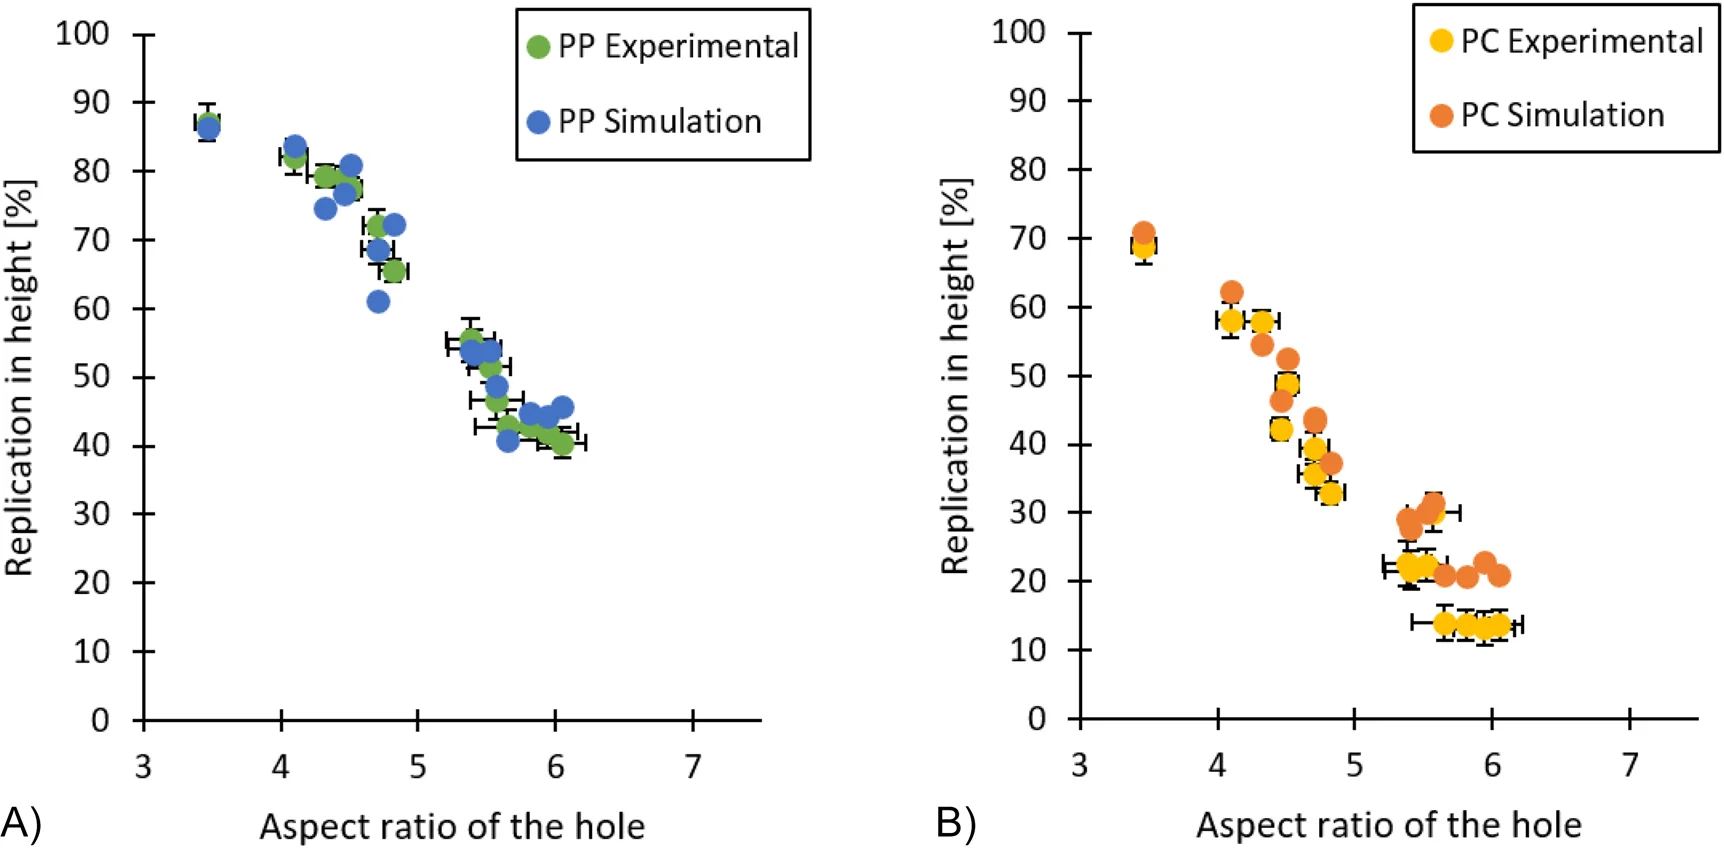 PP Experimental
PP Simulation
100
90
80
70
60
50
40
30
20
10
0
3 4 5 6 7
Replication in height [%]
Aspect ratio of the hole
A)
PC Experimental
PC Simulation
100
90
80
70
60
50
40
30
20
10
0
3 4 5 6 7
Replication in height [%]
Aspect ratio of the hole
B)